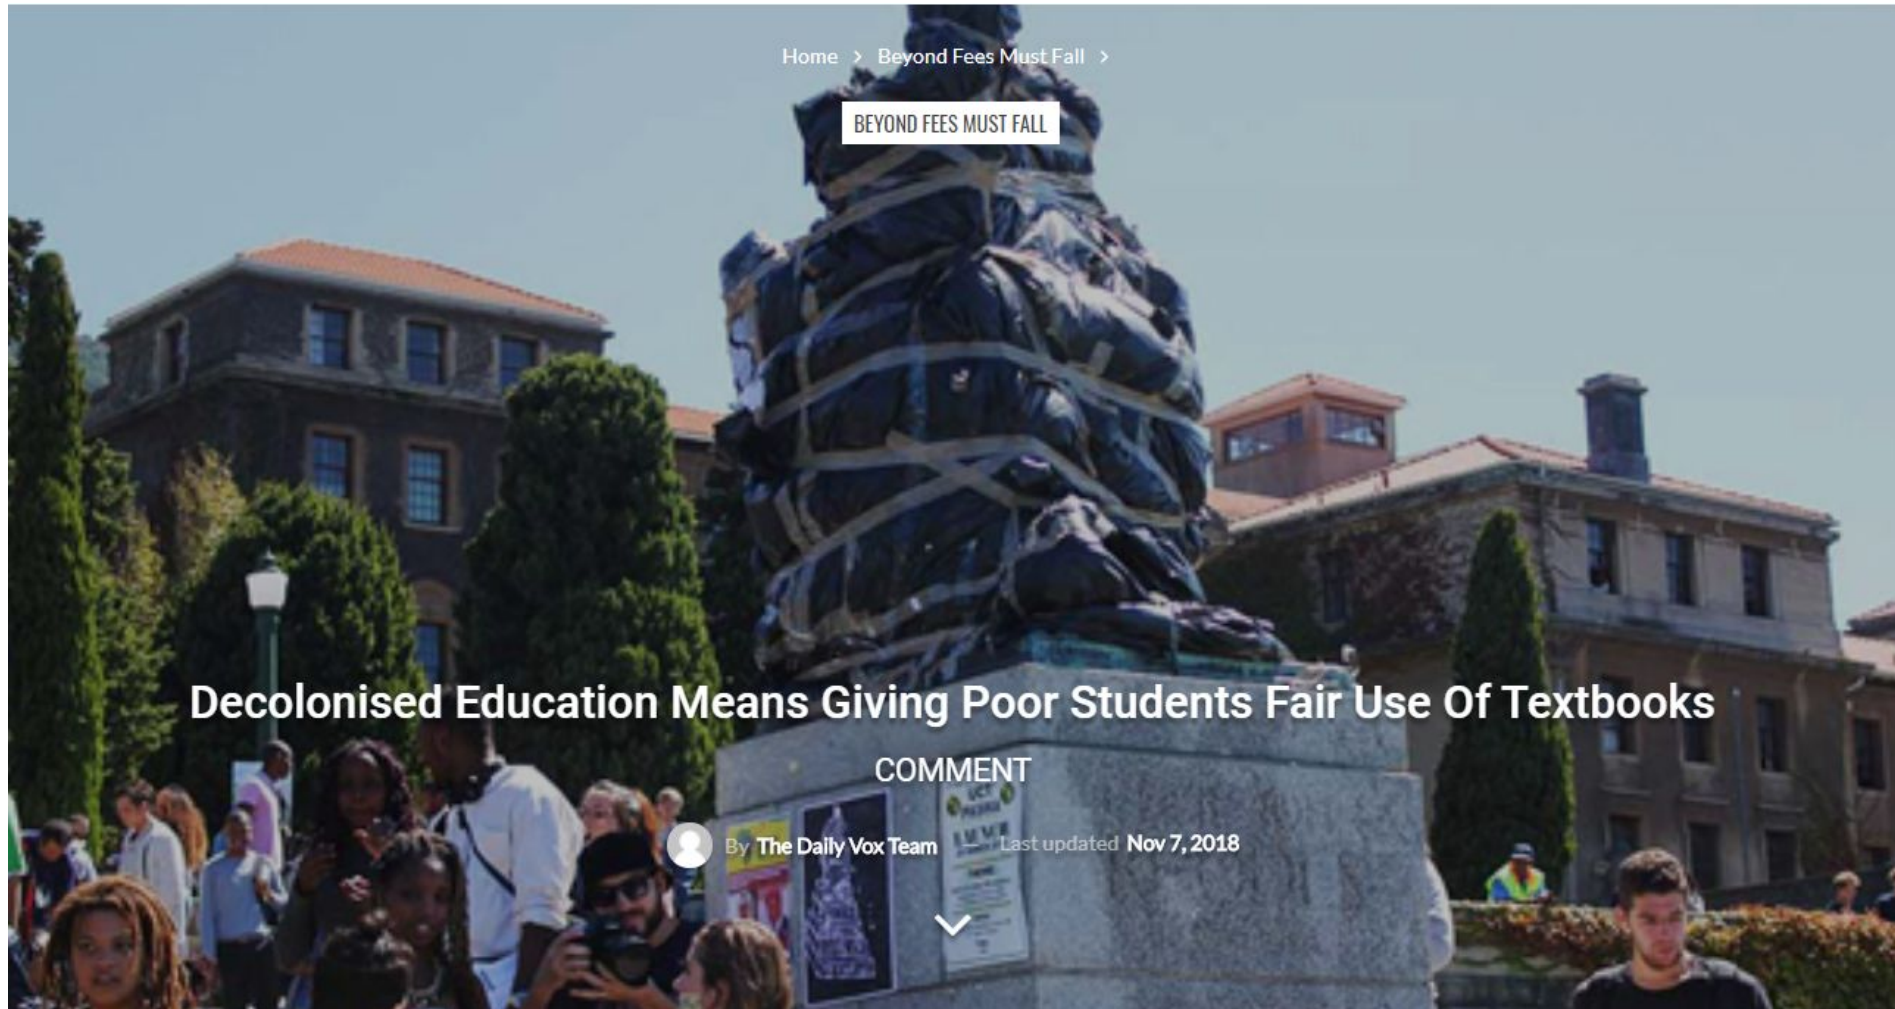 Home > Beyond Fees Must Fall >
BEYOND FEES MUST FALL
Decolonised Education Means Giving Poor Students Fair Use Of Textbooks
COMMENT
By The Daily Vox Team — Last updated Nov 7, 2018
UCT